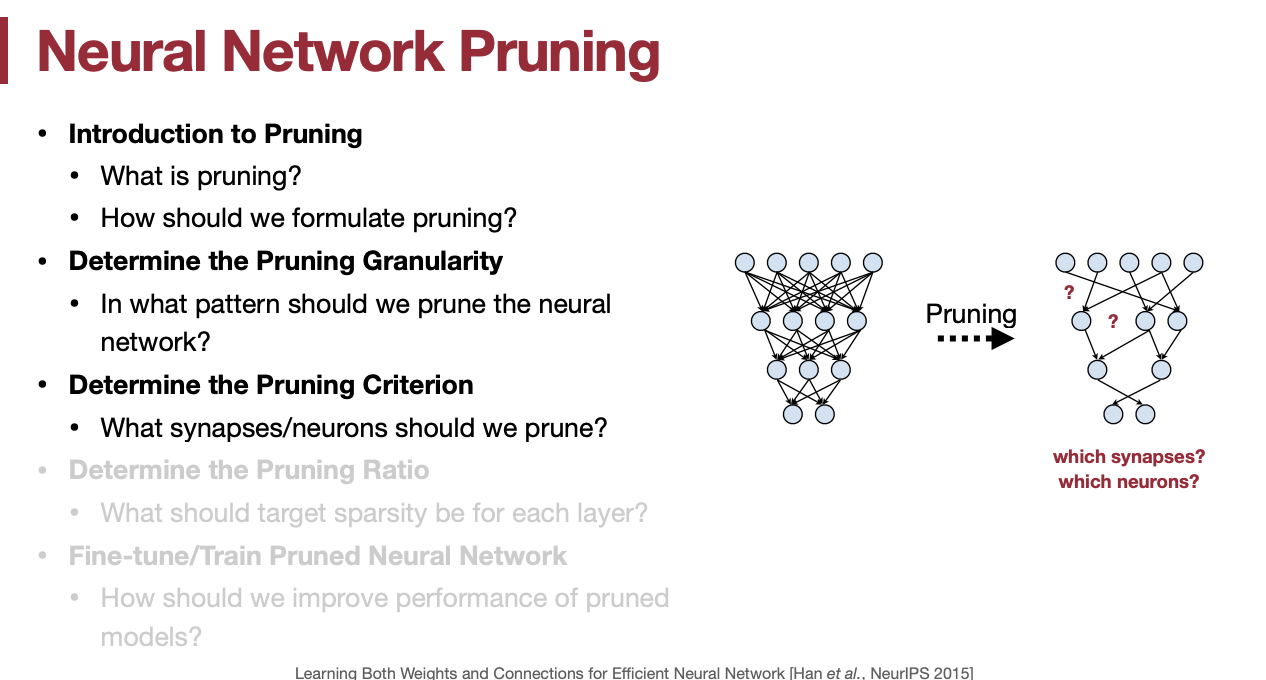 Neural Network Pruning
• Introduction to Pruning
• What is pruning?
• How should we formulate pruning?
• Determine the Pruning Granularity
• In what pattern should we prune the neural
network?
• Determine the Pruning Criterion
• What synapses/neurons should we prune?
• Determine the Pruning Ratio
• What should target sparsity be for each layer?
• Fine-tune/Train Pruned Neural Network
• How should we improve performance of pruned
models?
Pruning
?
?
which synapses?
which neurons?
Learning Both Weights and Connections for Efficient Neural Network [Han et al., NeurIPS 2015]